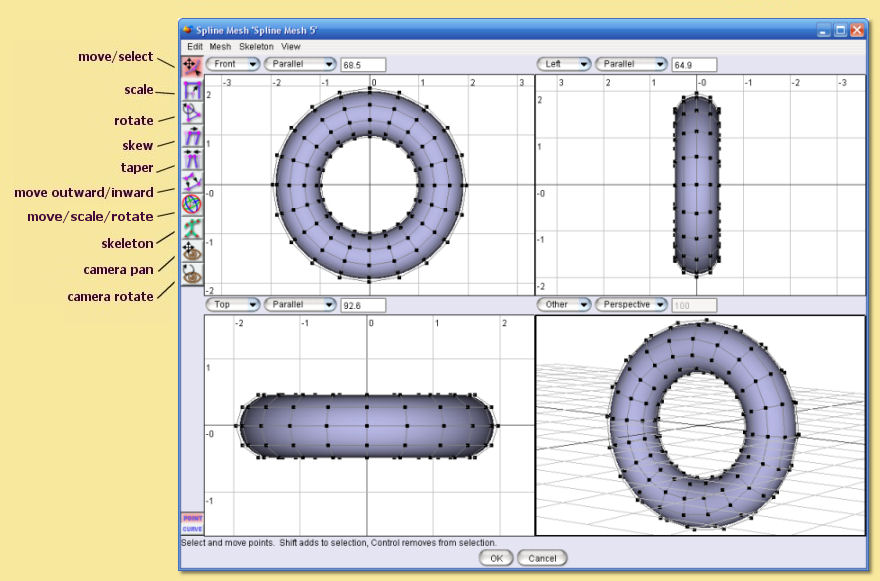 Spline Mesh 'Spline Mesh 5'
Edit Mesh Skeleton View
move/select
scale
rotate
skew
taper
move outward/inward
move/scale/rotate
skeleton
camera pan
camera rotate
Front Parallel 68.5
-3 -2 -1 0 1 2 3
2
1
-0
-1
-2
Left Parallel 64.9
3 2 1 -0 -1 -2 -3
2
1
-0
-1
-2
Top Parallel 92.6
-2 -1 0 1 2
1
-0
-1
Other Perspective 100
POINT
CURVE
Select and move points. Shift adds to selection, Control removes from selection.
OK Cancel